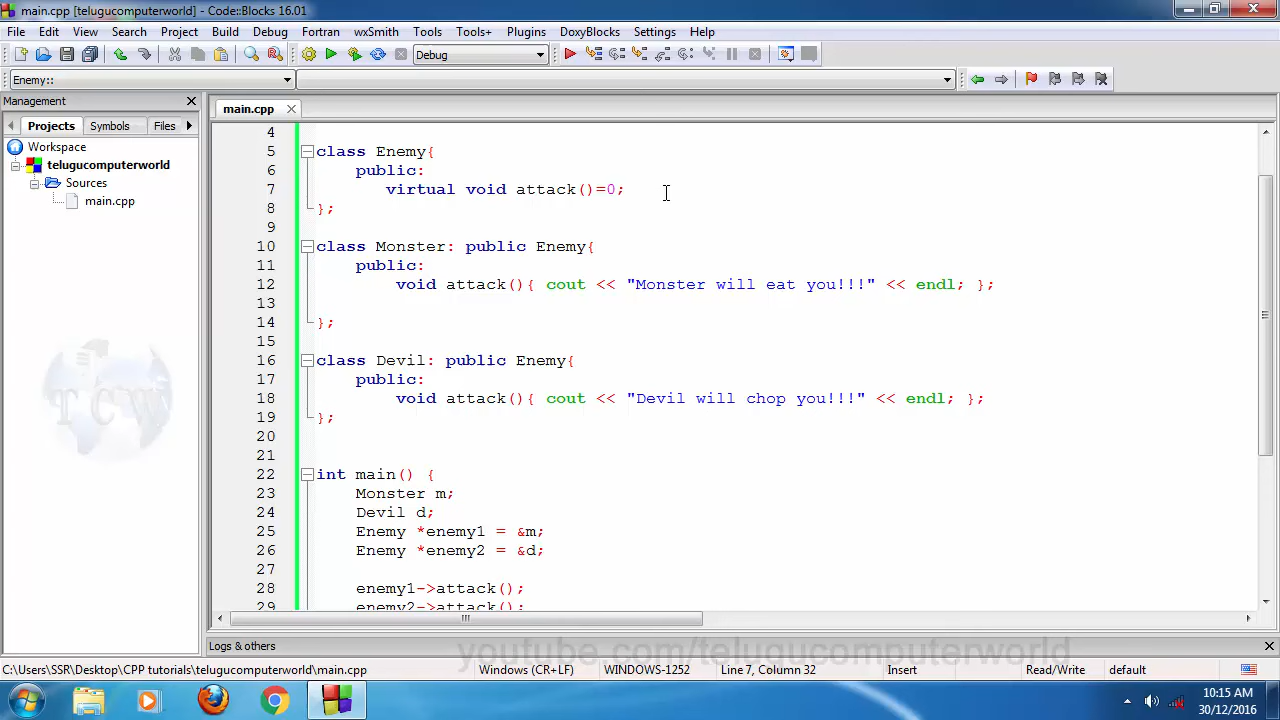 main.cpp [telugucomputerworld] - Code::Blocks 16.01
File Edit View Search Project Build Debug Fortran wxSmith Tools Tools+ Plugins DoxyBlocks Settings Help
Debug
Enemy::
Management
main.cpp
Projects Symbols Files
Workspace
telugucomputerworld
Sources
main.cpp
4
5 class Enemy{
6 public:
7 virtual void attack()=0;
8 };
9
10 class Monster: public Enemy{
11 public:
12 void attack(){ cout << "Monster will eat you!!!" << endl; };
13
14 };
15
16 class Devil: public Enemy{
17 public:
18 void attack(){ cout << "Devil will chop you!!!" << endl; };
19 };
20
21
22 int main() {
23 Monster m;
24 Devil d;
25 Enemy *enemy1 = &m;
26 Enemy *enemy2 = &d;
27
28 enemy1->attack();
29 enemy2->attack();
TCW
Logs & others
youtube.com/telugucomputerworld
C:\Users\SSR\Desktop\CPP tutorials\telugucomputerworld\main.cpp Windows (CR+LF) WINDOWS-1252 Line 7, Column 32 Insert Read/Write default
10:15 AM
30/12/2016